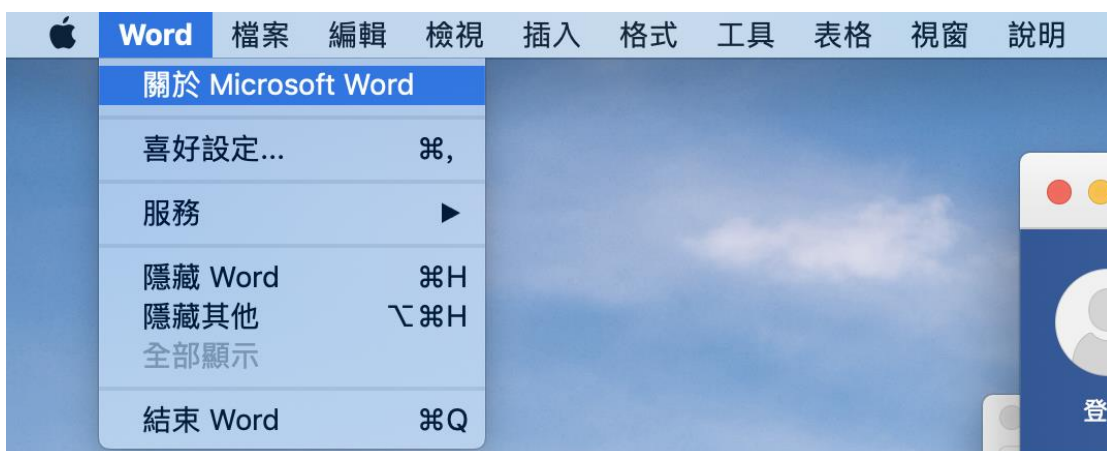 Word 檔案 編輯 檢視 插入 格式 工具 表格 視窗 說明
關於 Microsoft Word
喜好設定... ⌘,
服務 ▶
隱藏 Word ⌘H
隱藏其他 ⌥⌘H
全部顯示
結束 Word ⌘Q
登